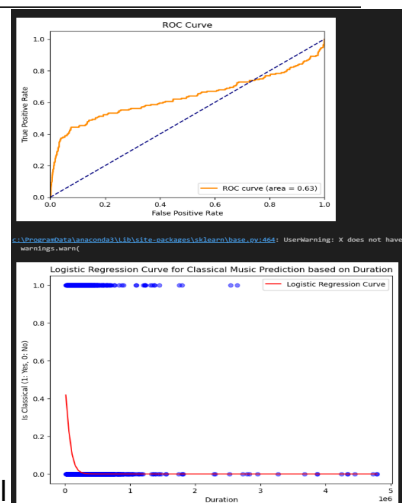 ROC Curve
1.0
0.8
0.6
0.4
0.2
0.0
True Positive Rate
ROC curve (area = 0.63)
0.0 0.2 0.4 0.6 0.8 1.0
False Positive Rate
c:\ProgramData\anaconda3\Lib\site-packages\sklearn\base.py:464: UserWarning: X does not have
warnings.warn(
Logistic Regression Curve for Classical Music Prediction based on Duration
Logistic Regression Curve
1.0
0.8
0.6
0.4
0.2
0.0
Is Classical (1: Yes, 0: No)
0 1 2 3 4 5
1e6
Duration